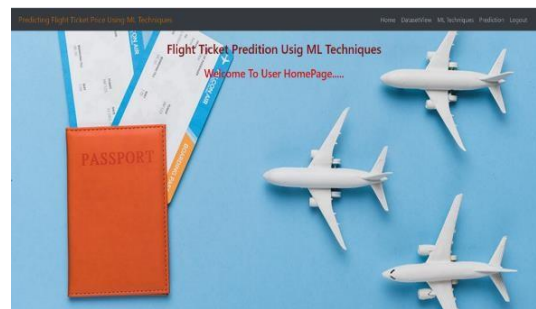 Predicting Flight Ticket Price Using ML Techniques
Home DatasetView ML Techniques Prediction Logout
Flight Ticket Predition Usig ML Techniques
Welcome To User HomePage.....
PASSPORT